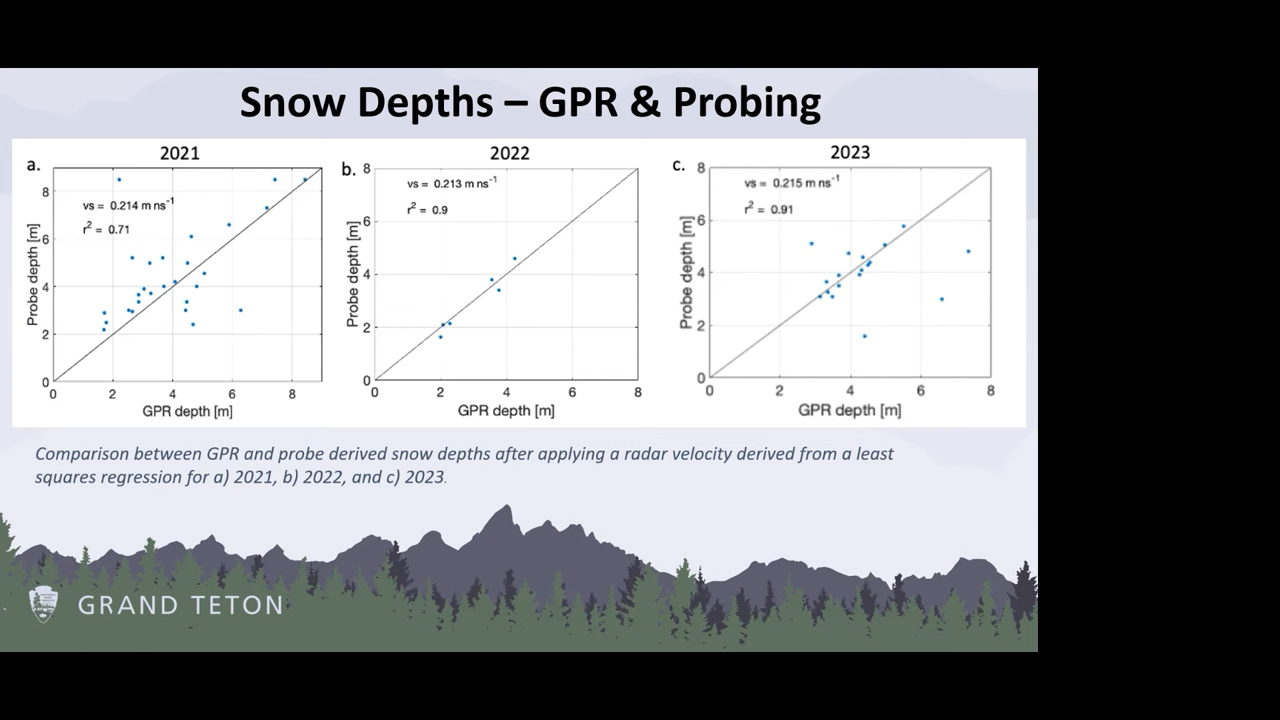 Snow Depths – GPR & Probing
2021
a.
vs = 0.214 m ns-1
r2 = 0.71
Probe depth [m]
8
6
4
2
0
0 2 4 6 8
GPR depth [m]
2022
b.
vs = 0.213 m ns-1
r2 = 0.9
Probe depth [m]
8
6
4
2
0
0 2 4 6 8
GPR depth [m]
2023
c.
vs = 0.215 m ns-1
r2 = 0.91
Probe depth [m]
8
6
4
2
0
0 2 4 6 8
GPR depth [m]
Comparison between GPR and probe derived snow depths after applying a radar velocity derived from a least
squares regression for a) 2021, b) 2022, and c) 2023.
GRAND TETON